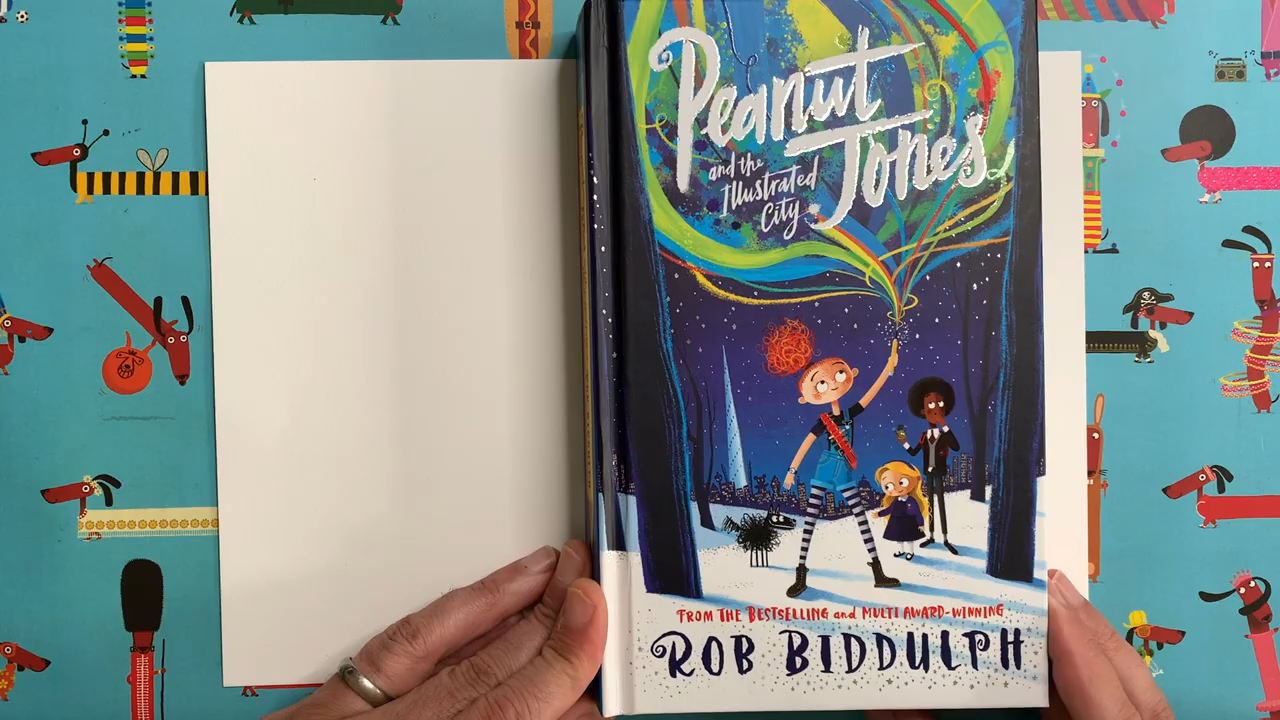 Peanut
Jones
and the
Illustrated
City
FROM THE BESTSELLING and MULTI AWARD-WINNING
ROB BIDDULPH